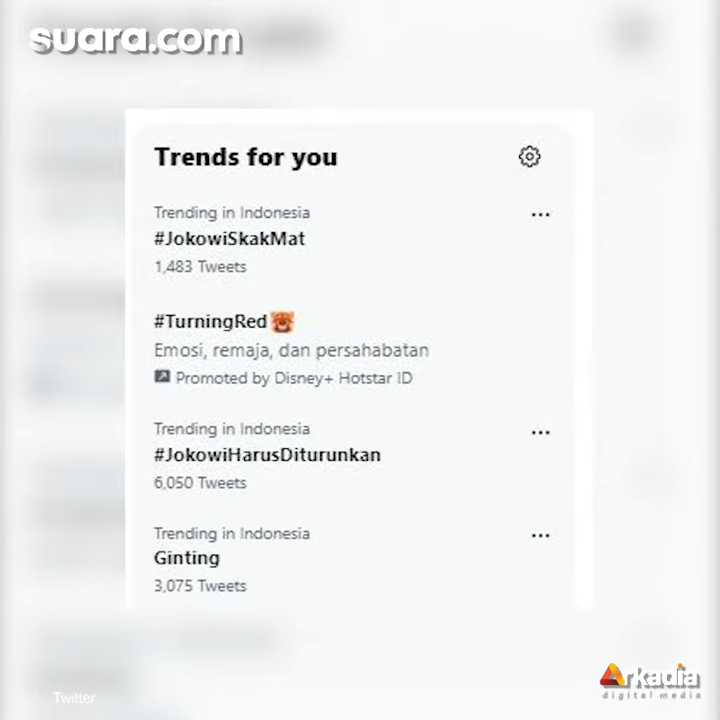 suara.com
Trends for you
Trending in Indonesia
#JokowiSkakMat
1,483 Tweets
#TurningRed
Emosi, remaja, dan persahabatan
Promoted by Disney+ Hotstar ID
Trending in Indonesia
#JokowiHarusDiturunkan
6,050 Tweets
Trending in Indonesia
Ginting
3,075 Tweets
Twitter
Arkadia
digital media